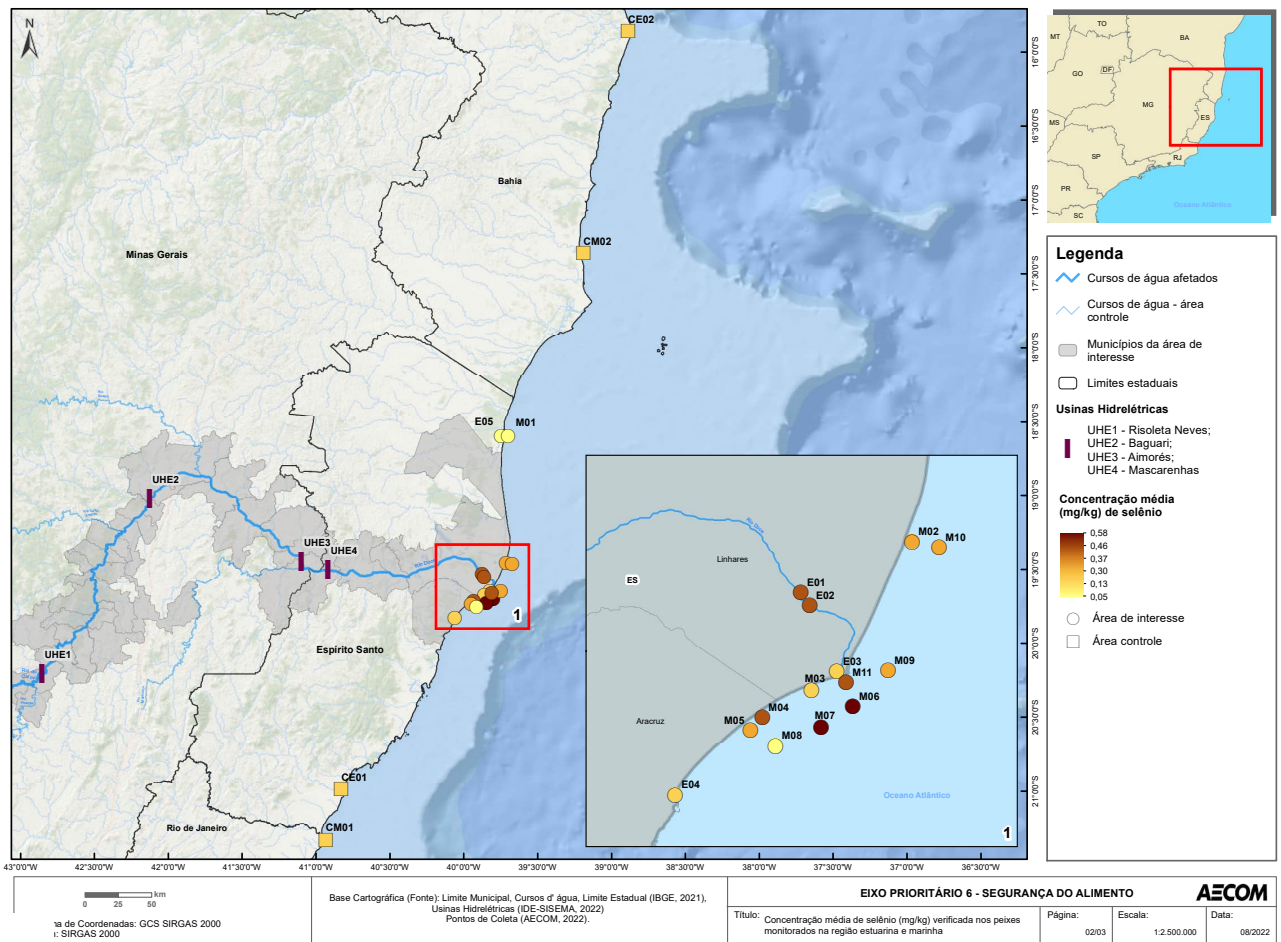 N
CE02
Bahia
CM02
Minas Gerais
E05 M01
UHE2
UHE3
UHE4
UHE1
Rio Doce
1
Espírito Santo
CE01
Rio de Janeiro
CM01
Rio Doce
M02
M10
Linhares
ES
E01
E02
E03
M09
M11
M03
M06
M04
M07
M05
Aracruz
M08
E04
Oceano Atlântico
1
16°0'0"S
16°30'0"S
17°0'0"S
17°30'0"S
18°0'0"S
18°30'0"S
19°0'0"S
19°30'0"S
20°0'0"S
20°30'0"S
21°0'0"S
43°0'0"W 42°30'0"W 42°0'0"W 41°30'0"W 41°0'0"W 40°30'0"W 40°0'0"W 39°30'0"W 39°0'0"W 38°30'0"W 38°0'0"W 37°30'0"W 37°0'0"W 36°30'0"W
TO
MT
BA
GO
DF
MG
MS
ES
SP
RJ
PR
SC
Oceano Atlântico
Legenda
Cursos de água afetados
Cursos de água - área
controle
Municípios da área de
interesse
Limites estaduais
Usinas Hidrelétricas
UHE1 - Risoleta Neves;
UHE2 - Baguari;
UHE3 - Aimorés;
UHE4 - Mascarenhas
Concentração média
(mg/kg) de selênio
0,58
0,46
0,30
0,13
0,05
Área de interesse
Área controle
km
0 25 50
na de Coordenadas: GCS SIRGAS 2000
: SIRGAS 2000
Base Cartográfica (Fonte): Limite Municipal, Cursos d' água, Limite Estadual (IBGE, 2021),
Usinas Hidrelétricas (IDE-SISEMA, 2022)
Pontos de Coleta (AECOM, 2022).
EIXO PRIORITÁRIO 6 - SEGURANÇA DO ALIMENTO
AECOM
Título: Concentração média de selênio (mg/kg) verificada nos peixes
monitorados na região estuarina e marinha
Página:
02/03
Escala:
1:2.500.000
Data:
08/2022